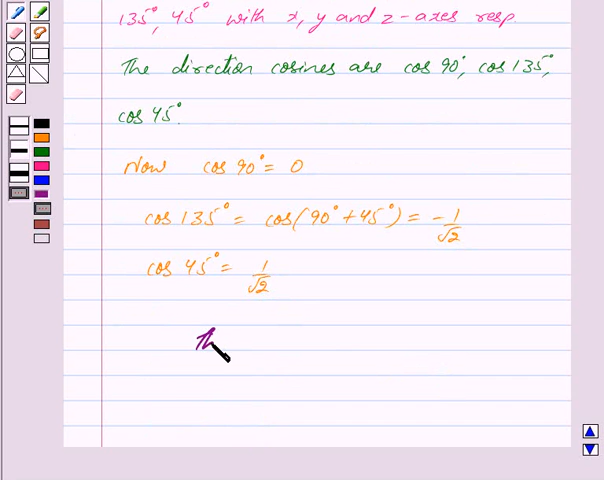 135°, 45° with x, y and z-axes resp.
The direction cosines are cos 90°, cos 135°,
cos 45°.
Now cos 90° = 0
cos 135° = cos(90° + 45°) = -1/√2
cos 45° = 1/√2
Th